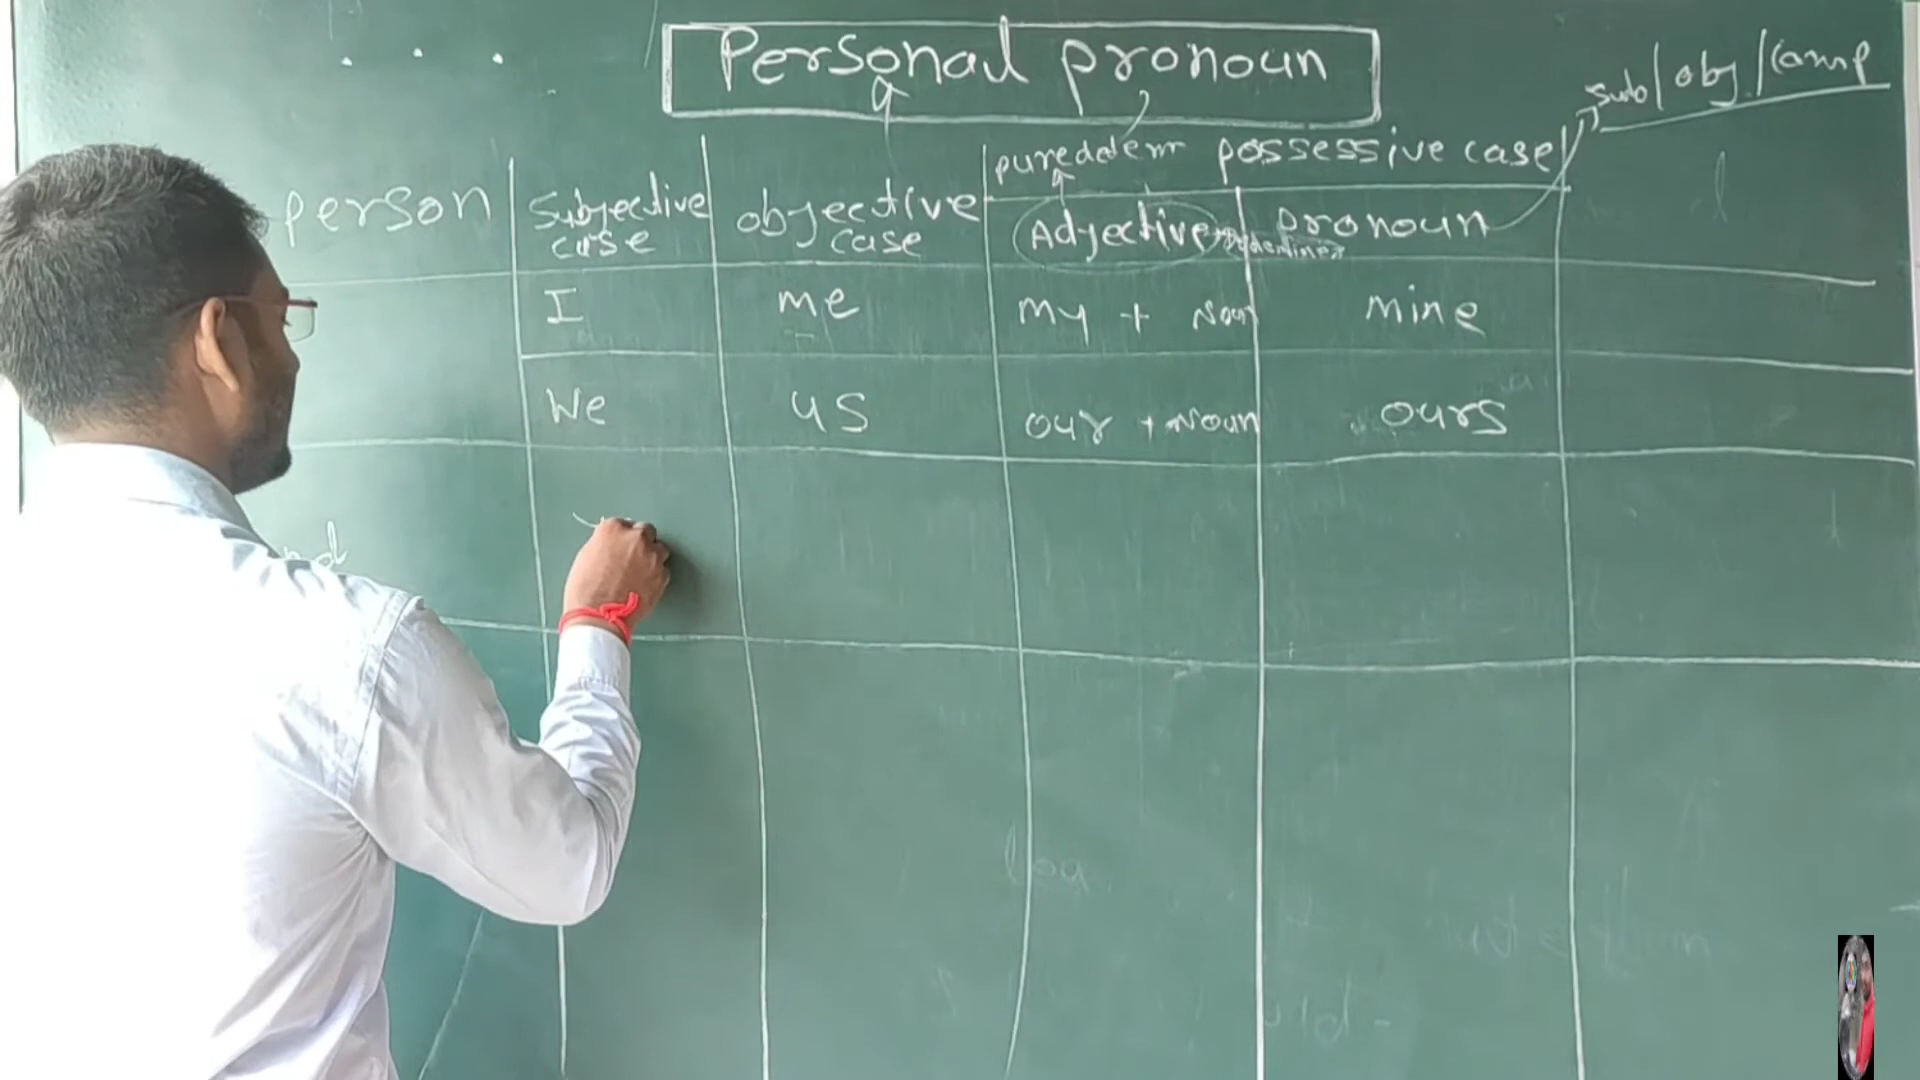 Personal pronoun
sub/obj/comp
person
Subjective
case
objective
case
possessive case
Adjective
pronoun
I
me
my + Noun
mine
We
us
our + Noun
ours